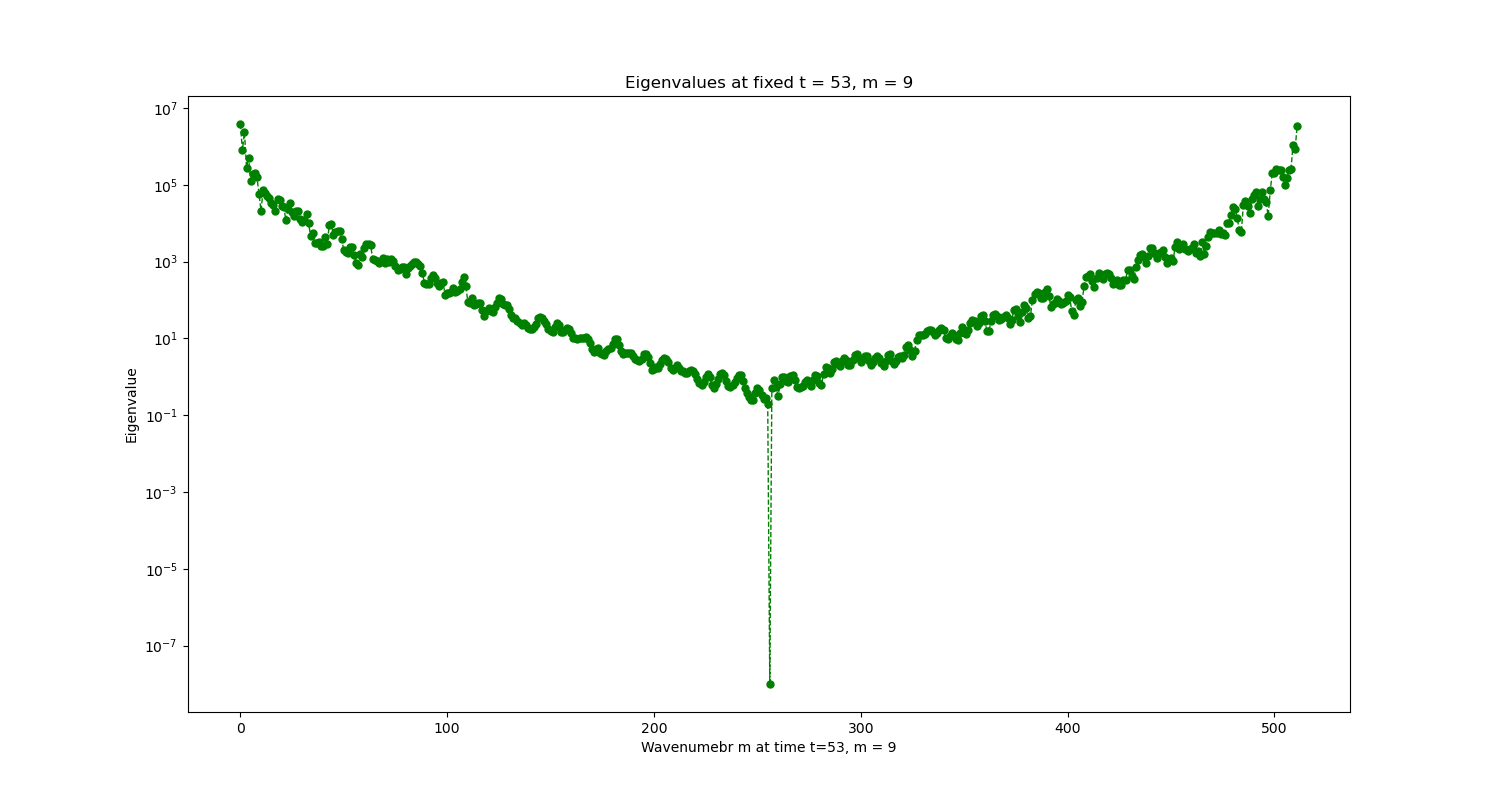 Eigenvalues at fixed t = 53, m = 9
10^7
10^5
10^3
10^1
10^-1
10^-3
10^-5
10^-7
Eigenvalue
0 100 200 300 400 500
Wavenumebr m at time t=53, m = 9